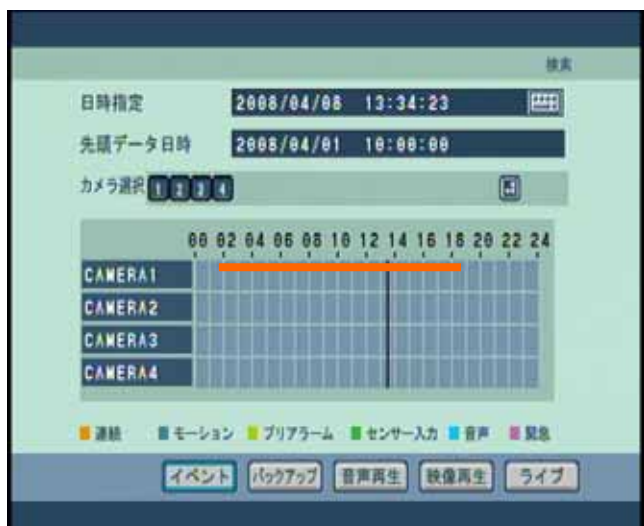 検索
日時指定 2008/04/08 13:34:23
先頭データ日時 2008/04/01 10:00:00
カメラ選択 1 2 3 4
00 02 04 06 08 10 12 14 16 18 20 22 24
CAMERA1
CAMERA2
CAMERA3
CAMERA4
連続 モーション プリアラーム センサー入力 音声 緊急
イベント バックアップ 音声再生 映像再生 ライブ